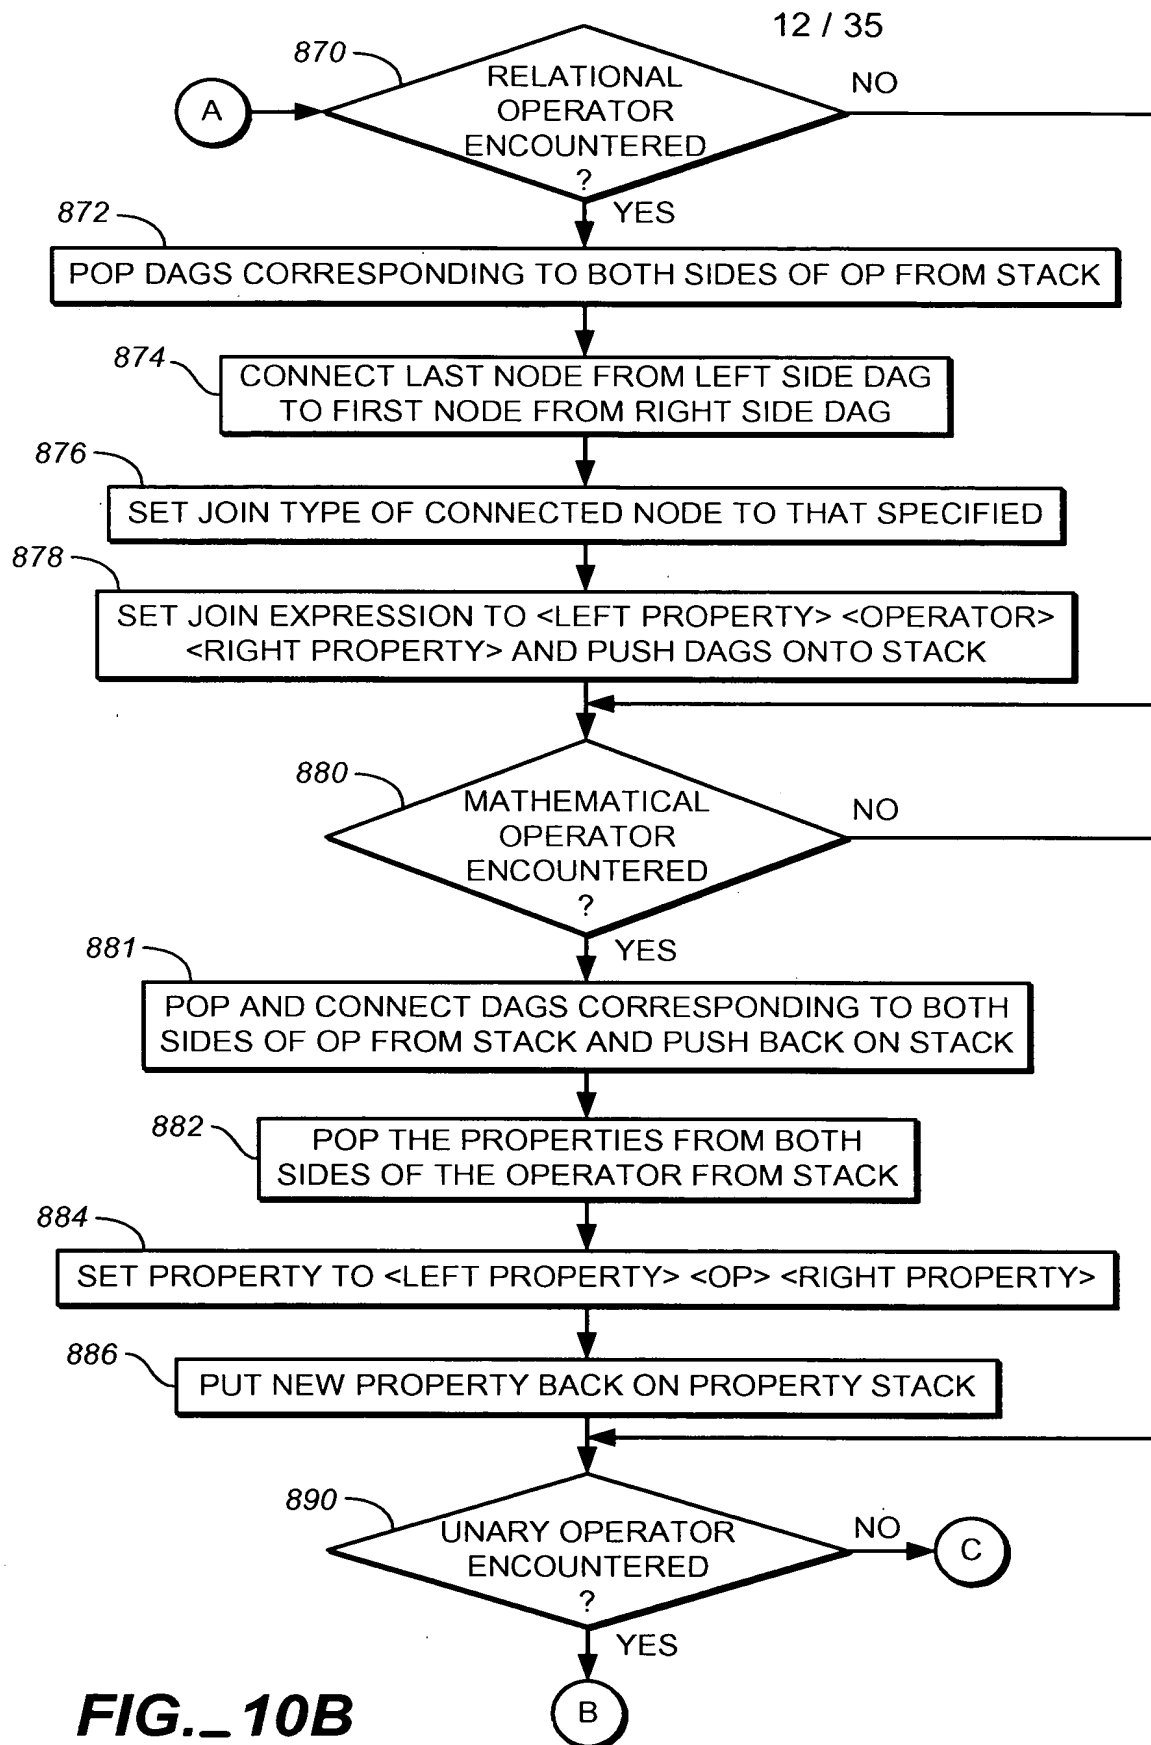 12 / 35
870
RELATIONAL
OPERATOR
ENCOUNTERED
?
NO
A
YES
872
POP DAGS CORRESPONDING TO BOTH SIDES OF OP FROM STACK
874
CONNECT LAST NODE FROM LEFT SIDE DAG
TO FIRST NODE FROM RIGHT SIDE DAG
876
SET JOIN TYPE OF CONNECTED NODE TO THAT SPECIFIED
878
SET JOIN EXPRESSION TO <LEFT PROPERTY> <OPERATOR>
<RIGHT PROPERTY> AND PUSH DAGS ONTO STACK
880
MATHEMATICAL
OPERATOR
ENCOUNTERED
?
NO
YES
881
POP AND CONNECT DAGS CORRESPONDING TO BOTH
SIDES OF OP FROM STACK AND PUSH BACK ON STACK
882
POP THE PROPERTIES FROM BOTH
SIDES OF THE OPERATOR FROM STACK
884
SET PROPERTY TO <LEFT PROPERTY> <OP> <RIGHT PROPERTY>
886
PUT NEW PROPERTY BACK ON PROPERTY STACK
890
UNARY OPERATOR
ENCOUNTERED
?
NO
C
YES
B
FIG._10B